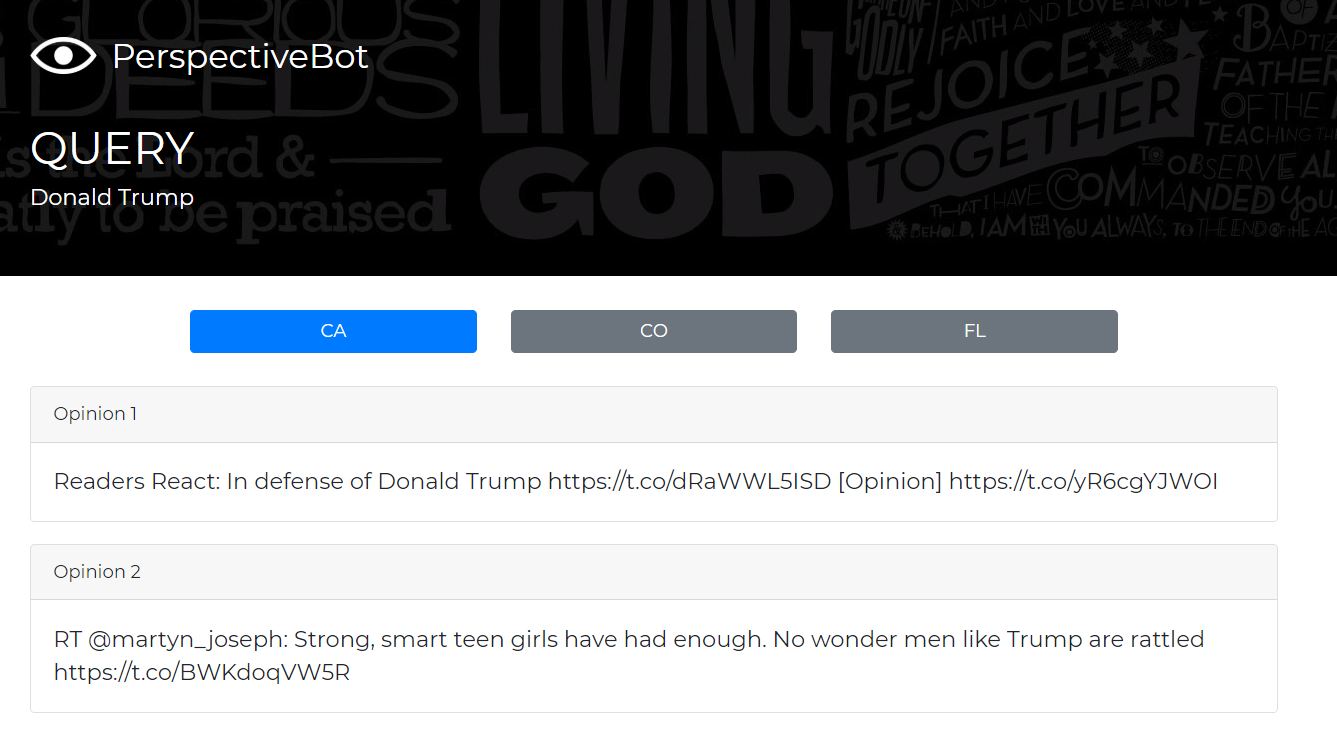 GLORIOUS
DEEDS
is the Lord &
atly to be praised
LIVING
GOD
GODLY
FAITH AND LOVE AND
REJOICE
TOGETHER
BAPTIZ
FATHER
OF THE
TEACHING TH
TO OBSERVE AL
THAT I HAVE COMMANDED YOU
BEHOLD, I AM WITH YOU ALWAYS, TO THE END OF THE AG
PerspectiveBot
QUERY
Donald Trump
CA
CO
FL
Opinion 1
Readers React: In defense of Donald Trump https://t.co/dRaWWL5ISD [Opinion] https://t.co/yR6cgYJWOI
Opinion 2
RT @martyn_joseph: Strong, smart teen girls have had enough. No wonder men like Trump are rattled
https://t.co/BWKdoqVW5R